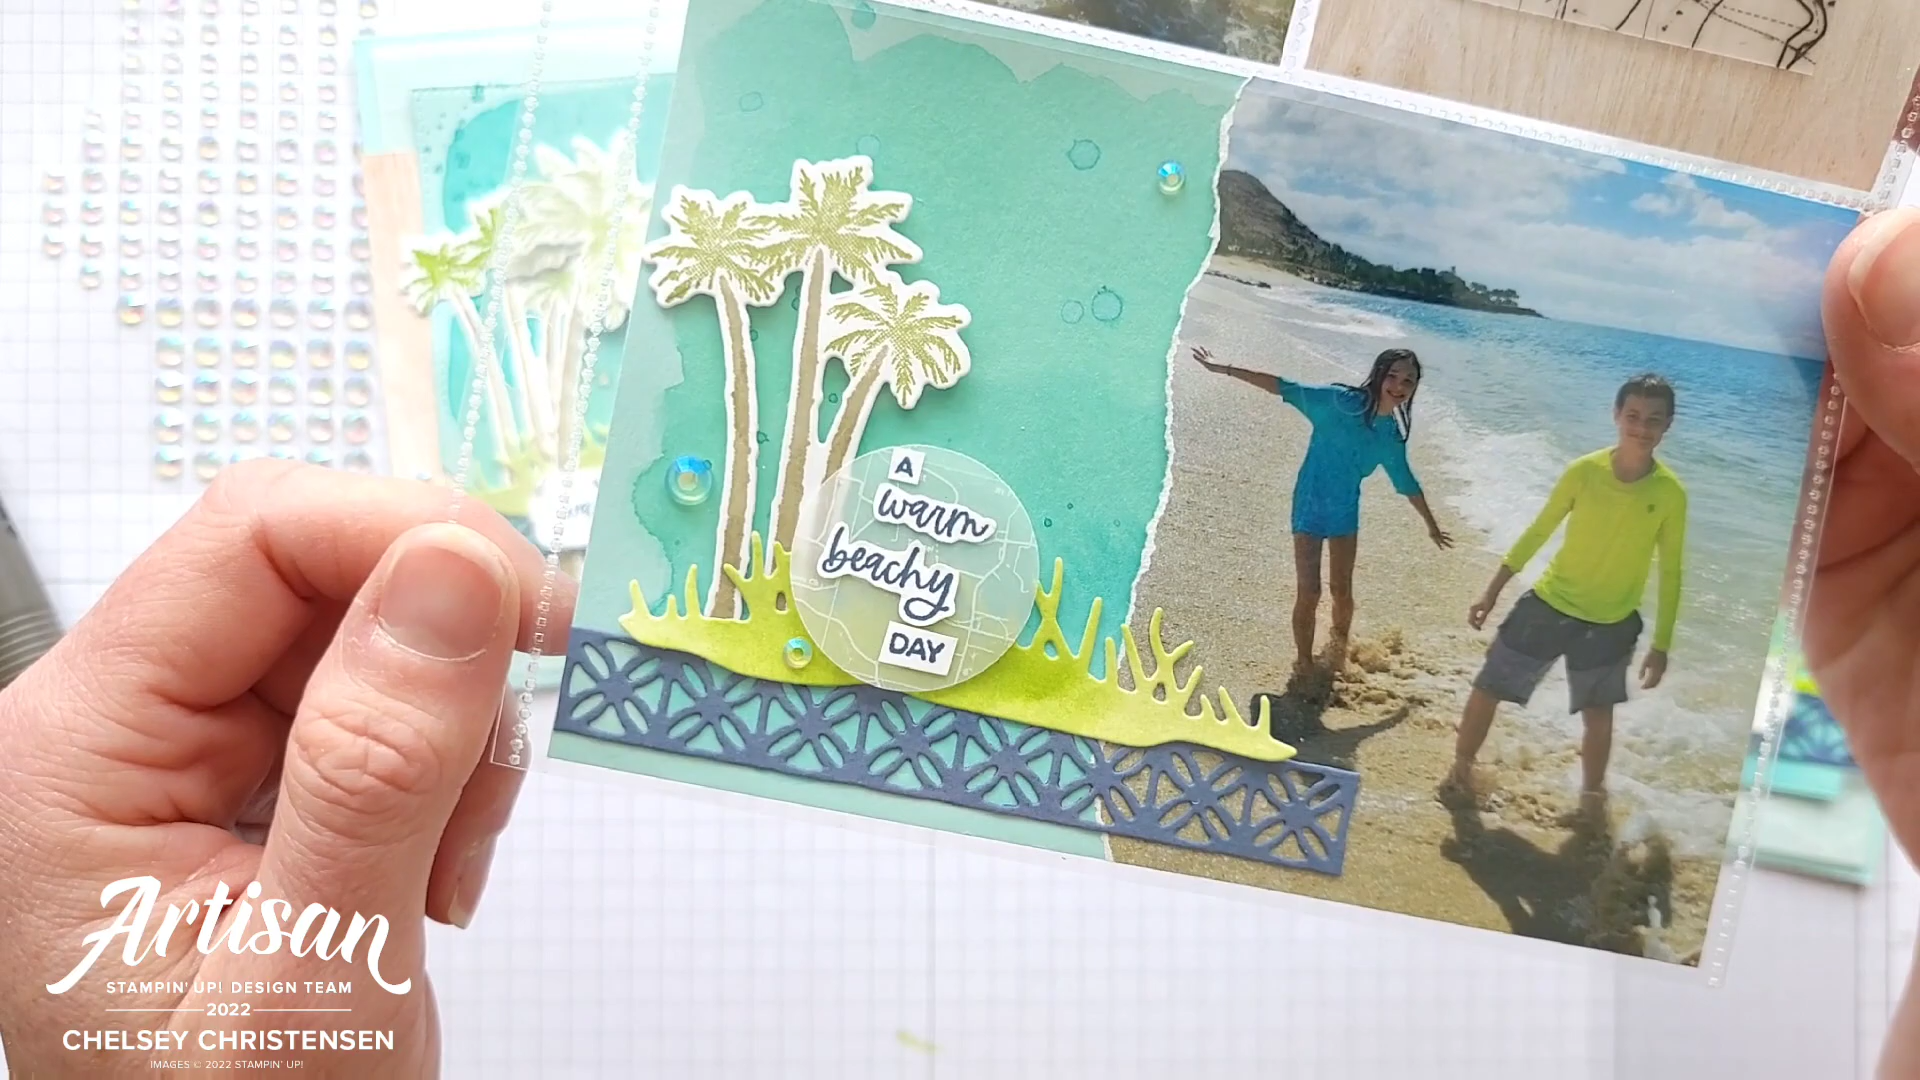 A
warm
beachy
DAY
Artisan
STAMPIN' UP! DESIGN TEAM
2022
CHELSEY CHRISTENSEN
IMAGES © 2022 STAMPIN' UP!